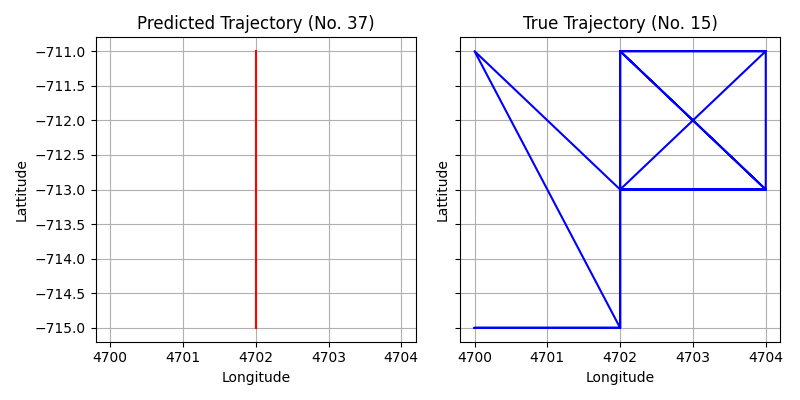 Predicted Trajectory (No. 37)
True Trajectory (No. 15)
−711.0
−711.5
−712.0
−712.5
−713.0
−713.5
−714.0
−714.5
−715.0
Lattitude
Lattitude
4700 4701 4702 4703 4704
4700 4701 4702 4703 4704
Longitude
Longitude